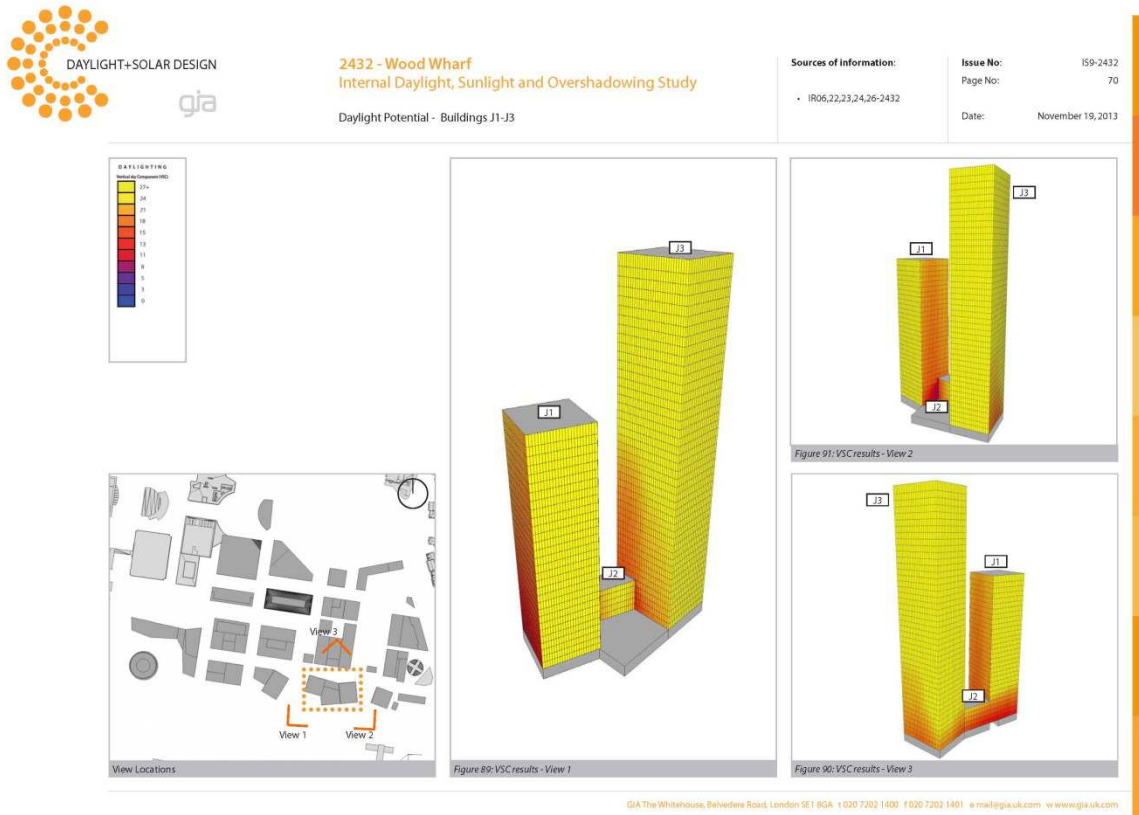 DAYLIGHT+SOLAR DESIGN
gia
2432 - Wood Wharf
Internal Daylight, Sunlight and Overshadowing Study
Daylight Potential - Buildings J1-J3
Sources of information:
• IR06,22,23,24,26-2432
Issue No: IS9-2432
Page No: 70
Date: November 19, 2013
DAYLIGHTING
Vertical sky Component (VSC)
27+
24
21
18
15
13
11
8
5
3
0
View 3
View 1
View 2
View Locations
J3
J1
J2
Figure 89: VSC results - View 1
J3
J1
J2
Figure 91: VSC results - View 2
J3
J1
J2
Figure 90: VSC results - View 3
GIA The Whitehouse, Belvedere Road, London SE1 8GA t 020 7202 1400 f 020 7202 1401 e mail@gia.uk.com w www.gia.uk.com